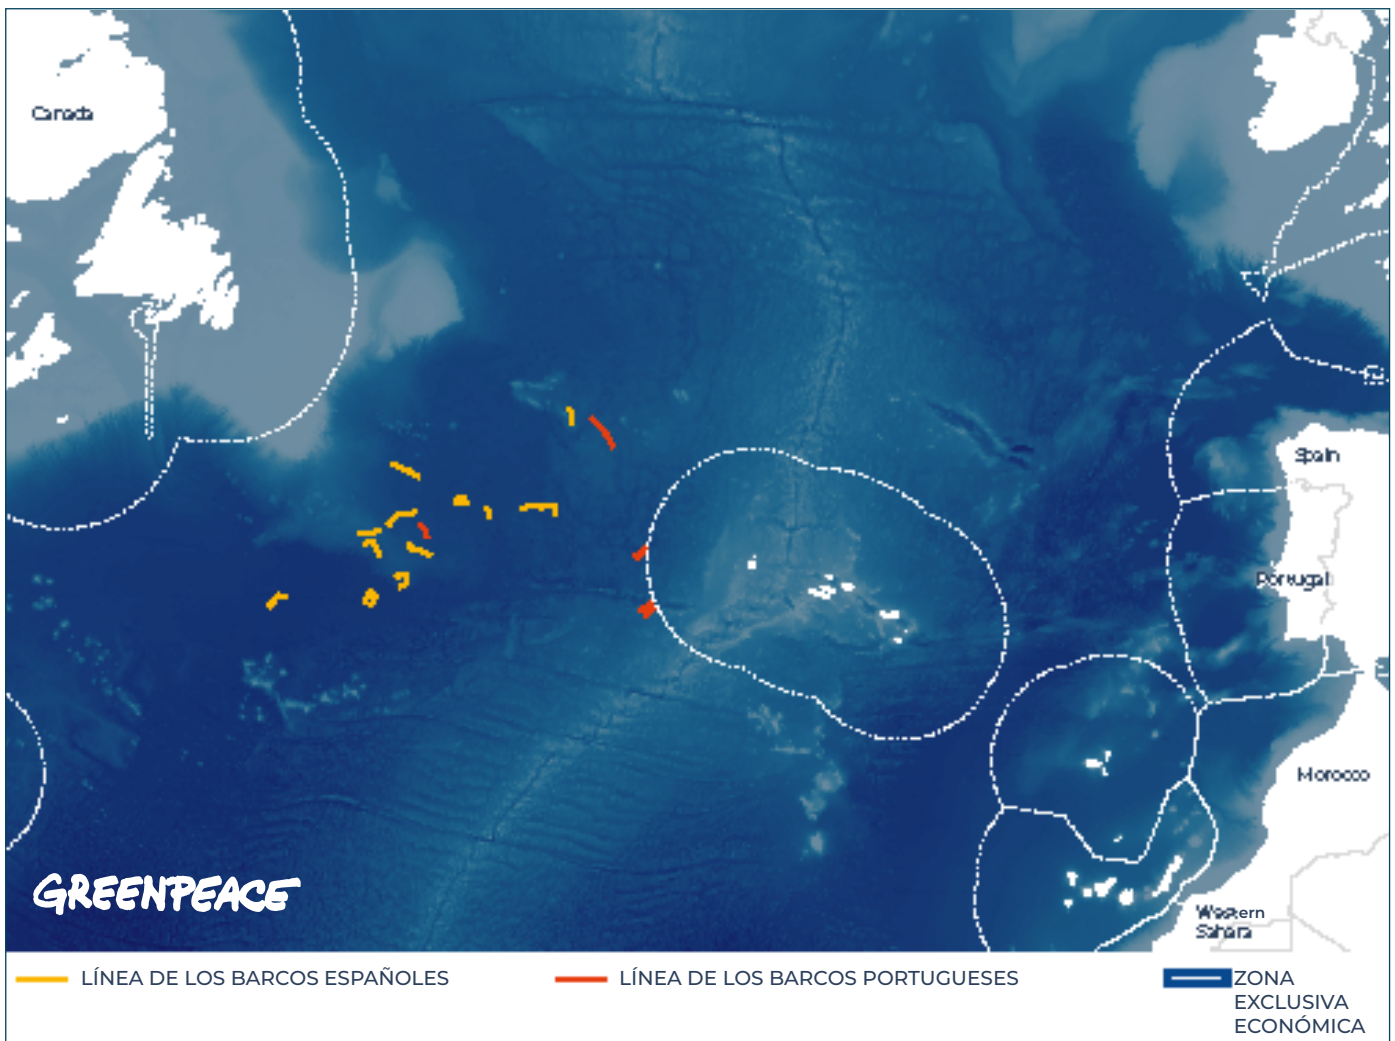 Canada
Spain
Portugal
Morocco
Western
Sahara
GREENPEACE
LÍNEA DE LOS BARCOS ESPAÑOLES
LÍNEA DE LOS BARCOS PORTUGUESES
ZONA
EXCLUSIVA
ECONÓMICA